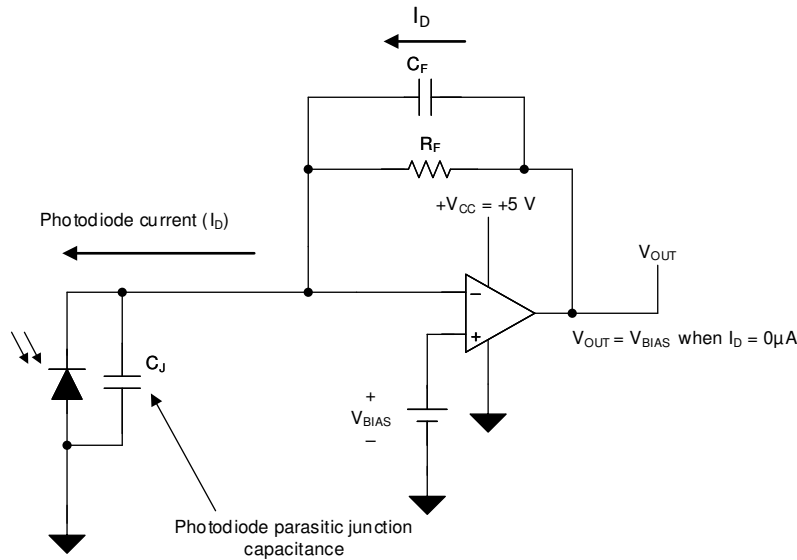 I_D
C_F
R_F
+V_CC = +5 V
Photodiode current (I_D)
V_OUT
−
+
V_OUT = V_BIAS when I_D = 0µA
C_J
+
V_BIAS
−
Photodiode parasitic junction
capacitance